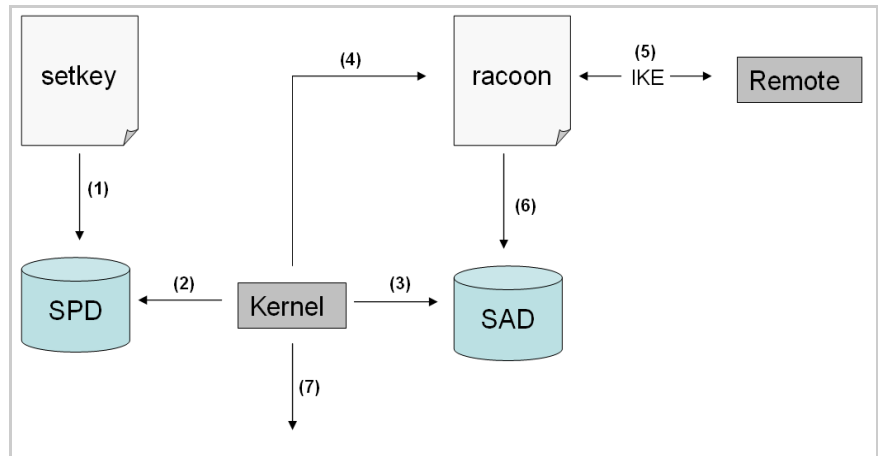 setkey
(4)
racoon
(5)
IKE
Remote
(1)
(6)
SPD
(2)
Kernel
(3)
SAD
(7)